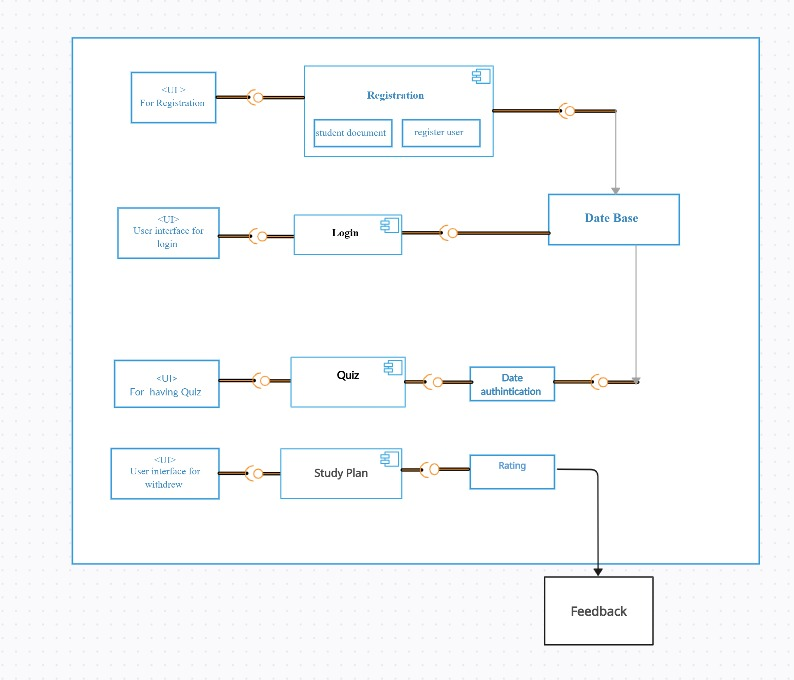 <UI >
For Registration
Registration
student document
register user
<UI>
User interface for
login
Login
Date Base
<UI>
For having Quiz
Quiz
Date
authintication
<UI>
User interface for
withdrew
Study Plan
Rating
Feedback